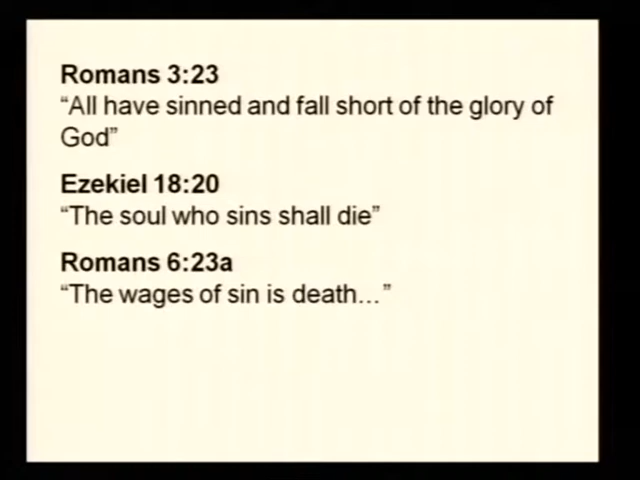 Romans 3:23
“All have sinned and fall short of the glory of
God”
Ezekiel 18:20
“The soul who sins shall die”
Romans 6:23a
“The wages of sin is death…”